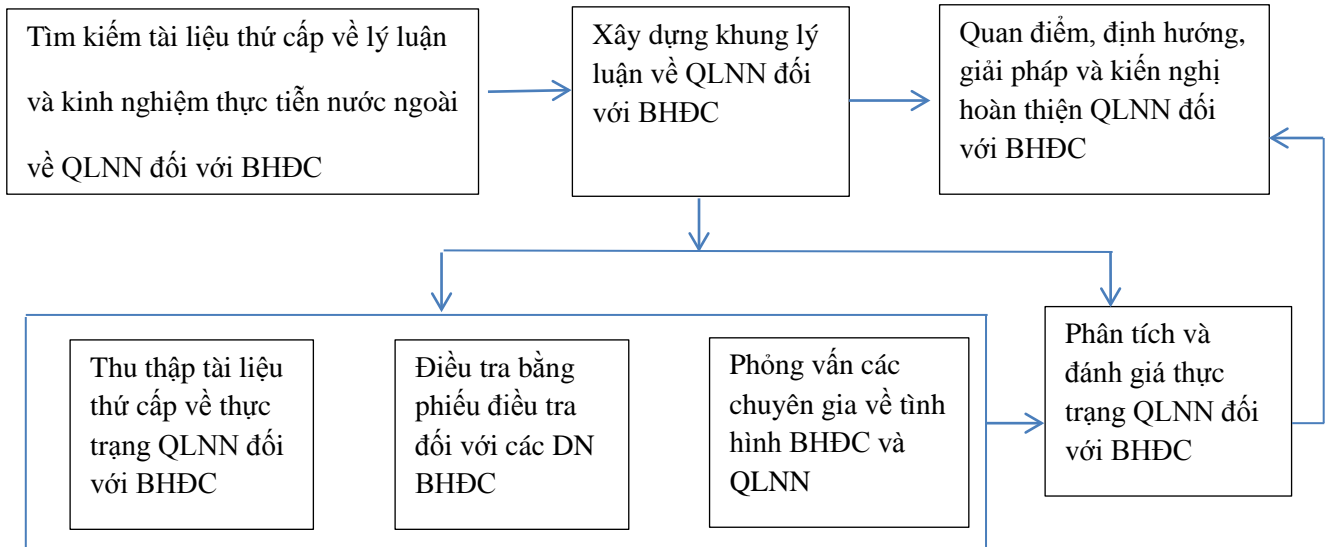 Tìm kiếm tài liệu thứ cấp về lý luận
và kinh nghiệm thực tiễn nước ngoài
về QLNN đối với BHĐC
Xây dựng khung lý
luận về QLNN đối
với BHĐC
Quan điểm, định hướng,
giải pháp và kiến nghị
hoàn thiện QLNN đối
với BHĐC
Thu thập tài liệu
thứ cấp về thực
trạng QLNN đối
với BHĐC
Điều tra bằng
phiếu điều tra
đối với các DN
BHĐC
Phỏng vấn các
chuyên gia về tình
hình BHĐC và
QLNN
Phân tích và
đánh giá thực
trạng QLNN đối
với BHĐC